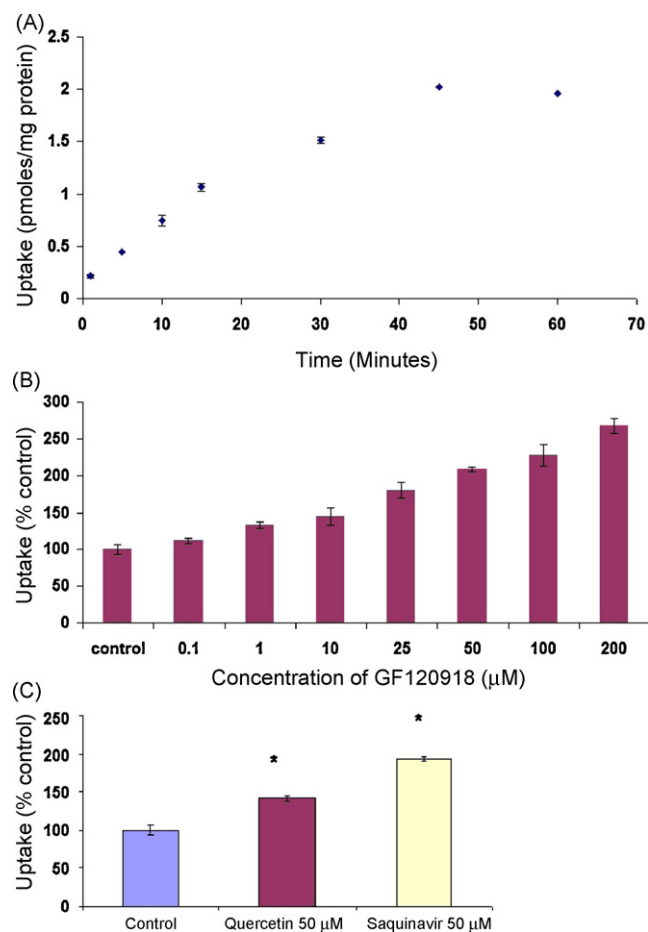 (A)
Uptake (pmoles/mg protein)
2.5
2
1.5
1
0.5
0
0 10 20 30 40 50 60 70
Time (Minutes)
(B)
Uptake (% control)
300
250
200
150
100
50
0
control 0.1 1 10 25 50 100 200
Concentration of GF120918 (μM)
(C)
Uptake (% control)
250
200
150
100
50
0
* *
Control Quercetin 50 μM Saquinavir 50 μM